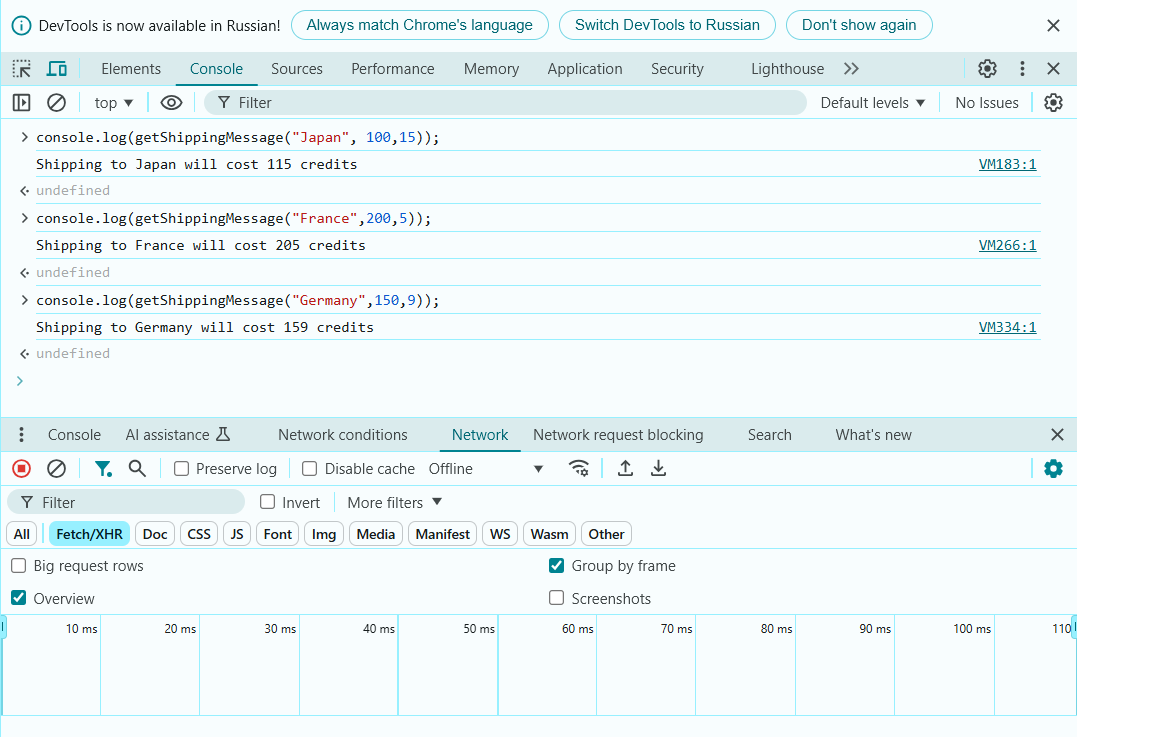 DevTools is now available in Russian! Always match Chrome's language Switch DevTools to Russian Don't show again
Elements Console Sources Performance Memory Application Security Lighthouse
top Filter Default levels No Issues
console.log(getShippingMessage("Japan", 100,15));
Shipping to Japan will cost 115 credits VM183:1
undefined
console.log(getShippingMessage("France",200,5));
Shipping to France will cost 205 credits VM266:1
undefined
console.log(getShippingMessage("Germany",150,9));
Shipping to Germany will cost 159 credits VM334:1
undefined
Console AI assistance Network conditions Network Network request blocking Search What's new
Preserve log Disable cache Offline
Filter Invert More filters
All Fetch/XHR Doc CSS JS Font Img Media Manifest WS Wasm Other
Big request rows Group by frame
Overview Screenshots
10 ms 20 ms 30 ms 40 ms 50 ms 60 ms 70 ms 80 ms 90 ms 100 ms 110